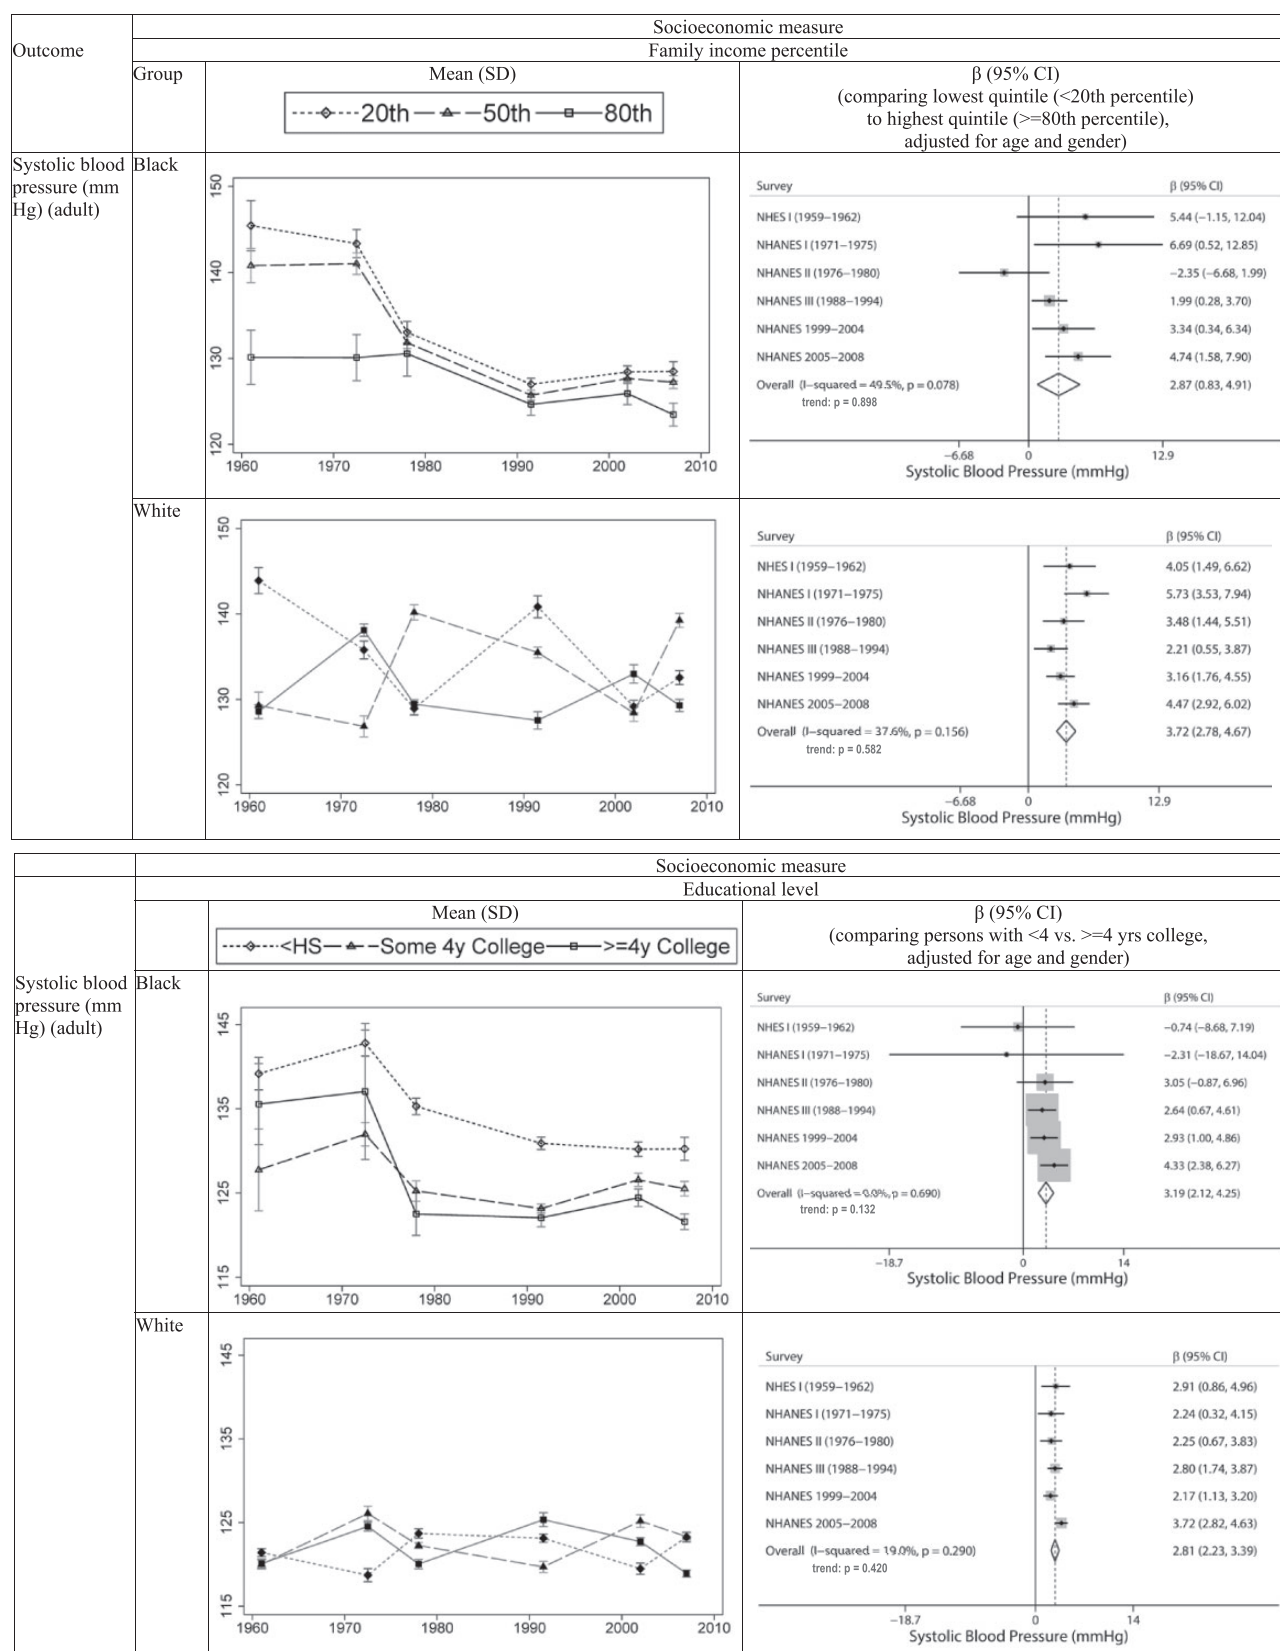 Socioeconomic measure
Outcome
Family income percentile
Group
Mean (SD)
β (95% CI)
(comparing lowest quintile (<20th percentile)
to highest quintile (>=80th percentile),
adjusted for age and gender)
20th 50th 80th
Systolic blood
pressure (mm
Hg) (adult)
Black
150
140
130
120
1960 1970 1980 1990 2000 2010
Survey β (95% CI)
NHES I (1959–1962) 5.44 (−1.15, 12.04)
NHANES I (1971–1975) 6.69 (0.52, 12.85)
NHANES II (1976–1980) −2.35 (−6.68, 1.99)
NHANES III (1988–1994) 1.99 (0.28, 3.70)
NHANES 1999–2004 3.34 (0.34, 6.34)
NHANES 2005–2008 4.74 (1.58, 7.90)
Overall (I–squared = 49.5%, p = 0.078) 2.87 (0.83, 4.91)
trend: p = 0.898
−6.68 0 12.9
Systolic Blood Pressure (mmHg)
White
150
140
130
120
1960 1970 1980 1990 2000 2010
Survey β (95% CI)
NHES I (1959–1962) 4.05 (1.49, 6.62)
NHANES I (1971–1975) 5.73 (3.53, 7.94)
NHANES II (1976–1980) 3.48 (1.44, 5.51)
NHANES III (1988–1994) 2.21 (0.55, 3.87)
NHANES 1999–2004 3.16 (1.76, 4.55)
NHANES 2005–2008 4.47 (2.92, 6.02)
Overall (I–squared = 37.6%, p = 0.156) 3.72 (2.78, 4.67)
trend: p = 0.582
−6.68 0 12.9
Systolic Blood Pressure (mmHg)
Socioeconomic measure
Educational level
Mean (SD)
β (95% CI)
(comparing persons with <4 vs. >=4 yrs college,
adjusted for age and gender)
<HS Some 4y College >=4y College
Systolic blood
pressure (mm
Hg) (adult)
Black
145
135
125
115
1960 1970 1980 1990 2000 2010
Survey β (95% CI)
NHES I (1959–1962) −0.74 (−8.68, 7.19)
NHANES I (1971–1975) −2.31 (−18.67, 14.04)
NHANES II (1976–1980) 3.05 (−0.87, 6.96)
NHANES III (1988–1994) 2.64 (0.67, 4.61)
NHANES 1999–2004 2.93 (1.00, 4.86)
NHANES 2005–2008 4.33 (2.38, 6.27)
Overall (I–squared = 0.0%, p = 0.690) 3.19 (2.12, 4.25)
trend: p = 0.132
−18.7 0 14
Systolic Blood Pressure (mmHg)
White
145
135
125
115
1960 1970 1980 1990 2000 2010
Survey β (95% CI)
NHES I (1959–1962) 2.91 (0.86, 4.96)
NHANES I (1971–1975) 2.24 (0.32, 4.15)
NHANES II (1976–1980) 2.25 (0.67, 3.83)
NHANES III (1988–1994) 2.80 (1.74, 3.87)
NHANES 1999–2004 2.17 (1.13, 3.20)
NHANES 2005–2008 3.72 (2.82, 4.63)
Overall (I–squared = 19.0%, p = 0.290) 2.81 (2.23, 3.39)
trend: p = 0.420
−18.7 0 14
Systolic Blood Pressure (mmHg)